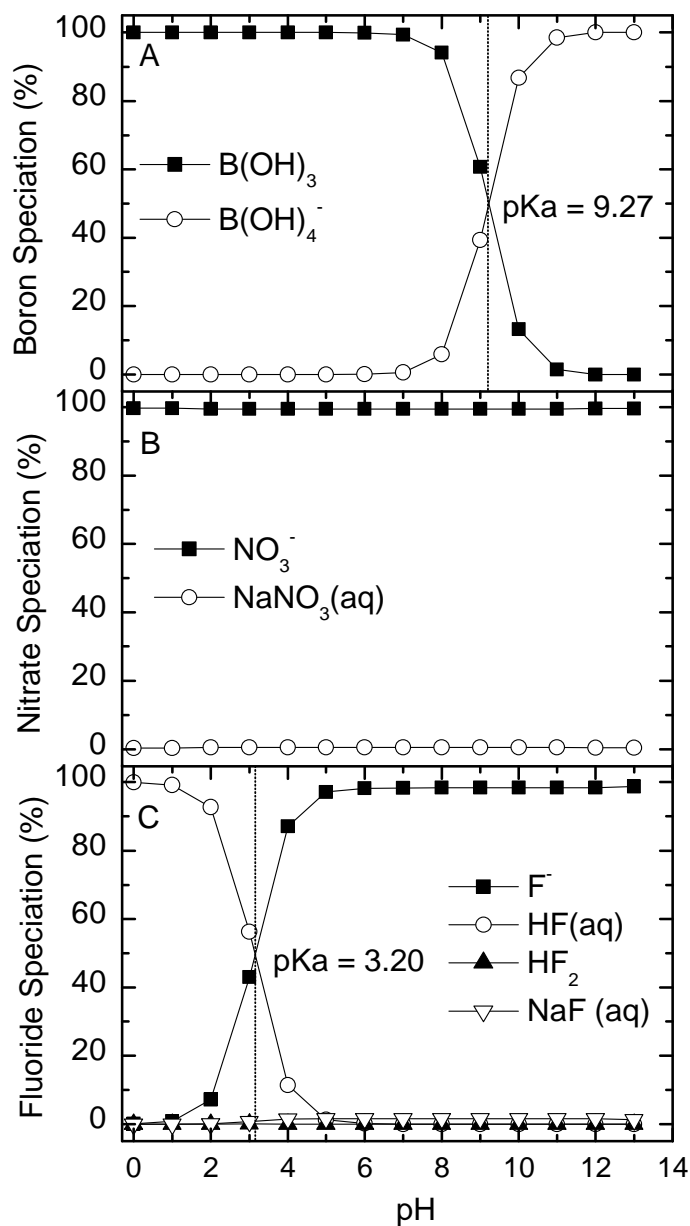 A
Boron Speciation (%)
100
80
60
40
20
0
B(OH)₃
B(OH)₄⁻
pKa = 9.27
B
Nitrate Speciation (%)
100
80
60
40
20
0
NO₃⁻
NaNO₃(aq)
C
Fluoride Speciation (%)
100
80
60
40
20
0
F⁻
HF(aq)
HF₂
NaF (aq)
pKa = 3.20
0 2 4 6 8 10 12 14
pH